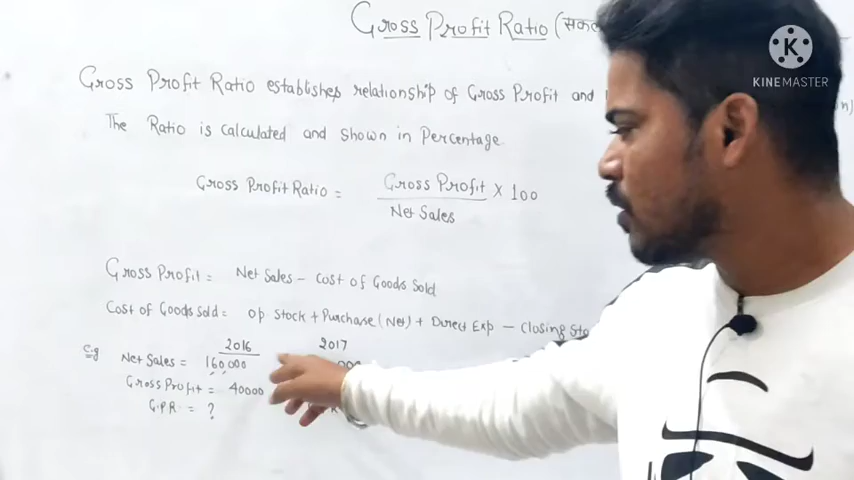 Gross Profit Ratio (सकल
KINEMASTER
Gross Profit Ratio establishes relationship of Gross Profit and
The Ratio is calculated and shown in Percentage
Gross Profit Ratio = Gross Profit × 100
Net Sales
Gross Profit = Net Sales - Cost of Goods Sold
Cost of Goods Sold = op Stock + Purchase (Net) + Direct Exp - Closing
2016 2017
e.g Net Sales = 160,000
Gross Profit = 40000
G.P.R = ?